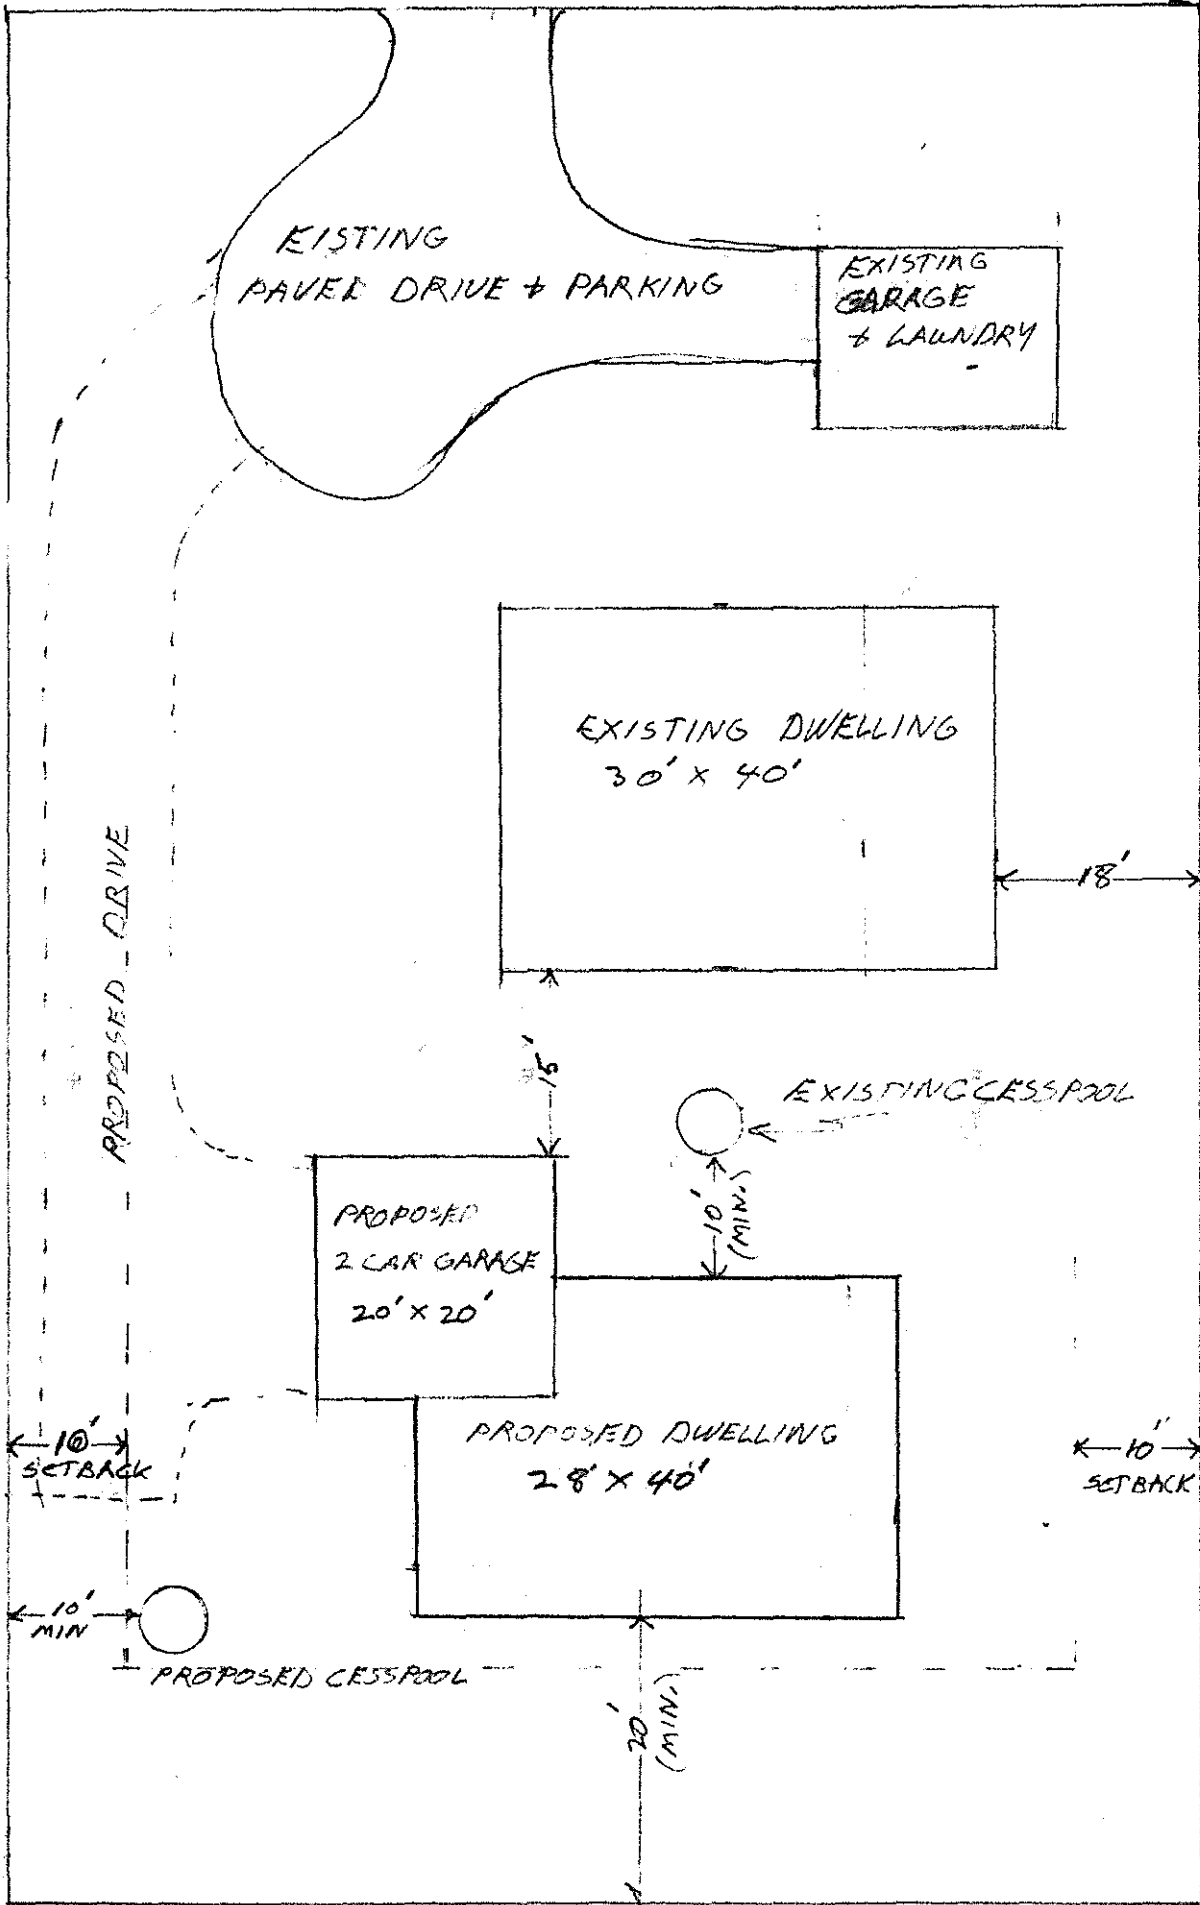 EISTING
PAVED DRIVE + PARKING
EXISTING
GARAGE
+ LAUNDRY
EXISTING DWELLING
30' X 40'
18'
PROPOSED DRIVE
15'
EXISTING CESSPOOL
10'
(MIN.)
PROPOSED
2 CAR GARAGE
20' X 20'
PROPOSED DWELLING
28' X 40'
10'
SETBACK
10'
SETBACK
10'
MIN
PROPOSED CESSPOOL
20'
(MIN.)